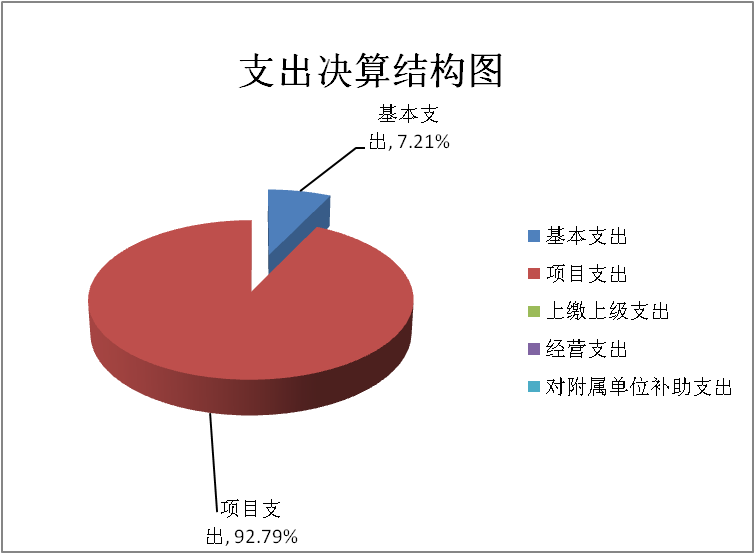 支出决算结构图
基本支
出, 7.21%
基本支出
项目支出
上缴上级支出
经营支出
对附属单位补助支出
项目支
出, 92.79%